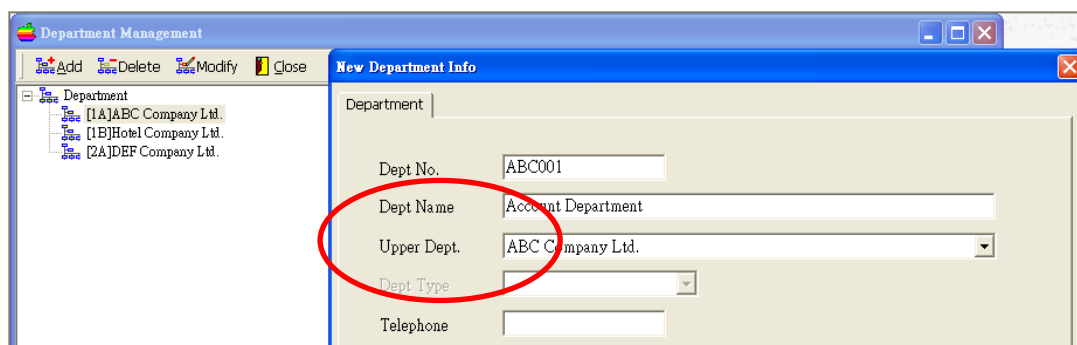 Department Management
Add Delete Modify Close
Department
[1A]ABC Company Ltd.
[1B]Hotel Company Ltd.
[2A]DEF Company Ltd.
New Department Info
Department
Dept No. ABC001
Dept Name Account Department
Upper Dept. ABC Company Ltd.
Dept Type
Telephone